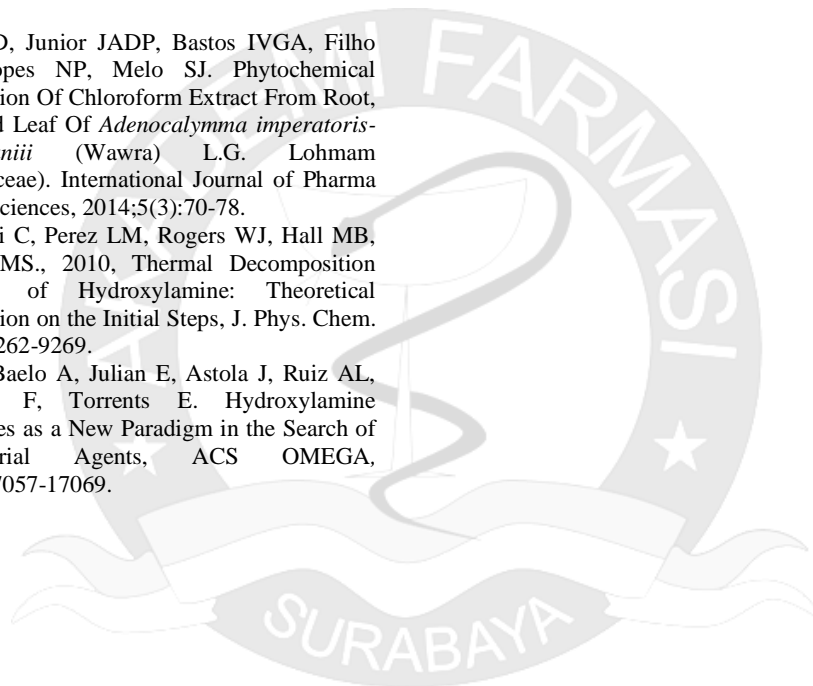 D, Junior JADP, Bastos IVGA, Filho
opes NP, Melo SJ. Phytochemical
ion Of Chloroform Extract From Root,
d Leaf Of Adenocalymma imperatoris-
niii (Wawra) L.G. Lohmam
ceae). International Journal of Pharma
ciences, 2014;5(3):70-78.
i C, Perez LM, Rogers WJ, Hall MB,
MS., 2010, Thermal Decomposition
of Hydroxylamine: Theoretical
ion on the Initial Steps, J. Phys. Chem.
262-9269.
Baelo A, Julian E, Astola J, Ruiz AL,
F, Torrents E. Hydroxylamine
es as a New Paradigm in the Search of
rial Agents, ACS OMEGA,
7057-17069.
AKADEMI FARMASI
SURABAYA